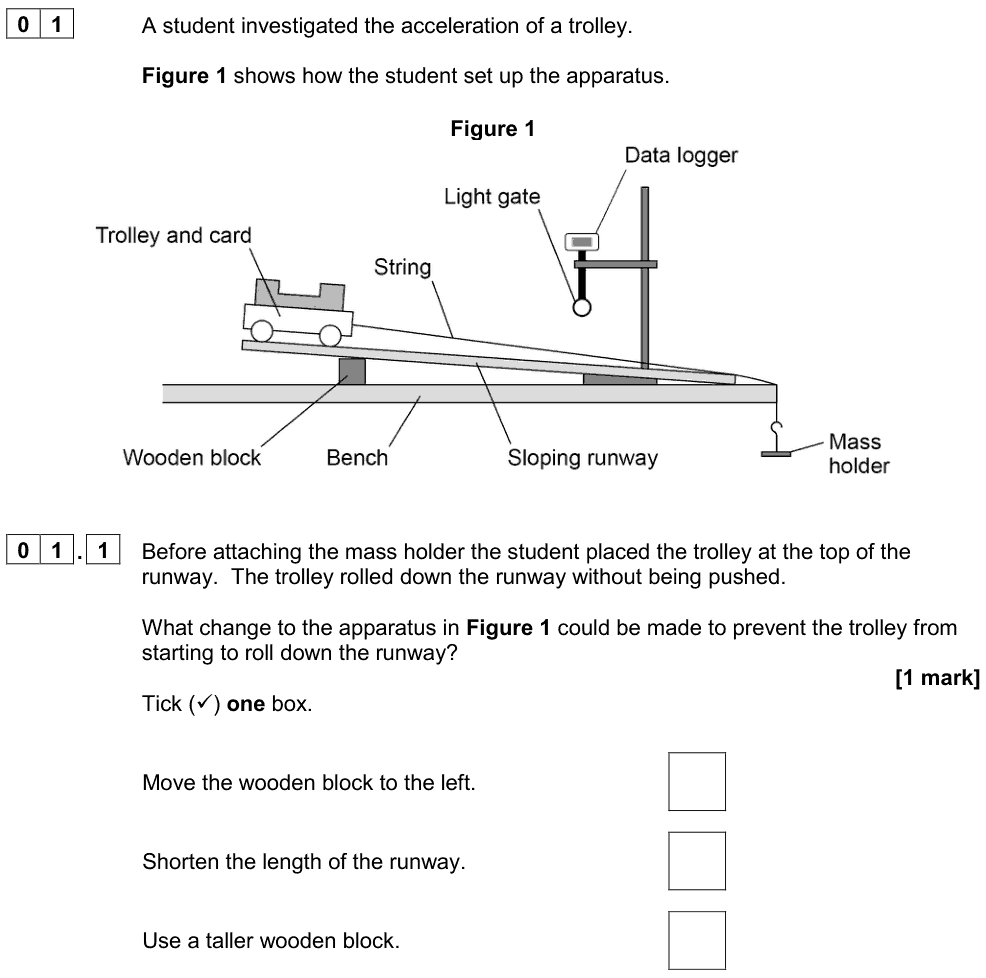 0 1 A student investigated the acceleration of a trolley.
Figure 1 shows how the student set up the apparatus.
Figure 1
Data logger
Light gate
Trolley and card
String
Wooden block
Bench
Sloping runway
Mass
holder
0 1 . 1 Before attaching the mass holder the student placed the trolley at the top of the
runway. The trolley rolled down the runway without being pushed.
What change to the apparatus in Figure 1 could be made to prevent the trolley from
starting to roll down the runway?
[1 mark]
Tick (✓) one box.
Move the wooden block to the left.
Shorten the length of the runway.
Use a taller wooden block.